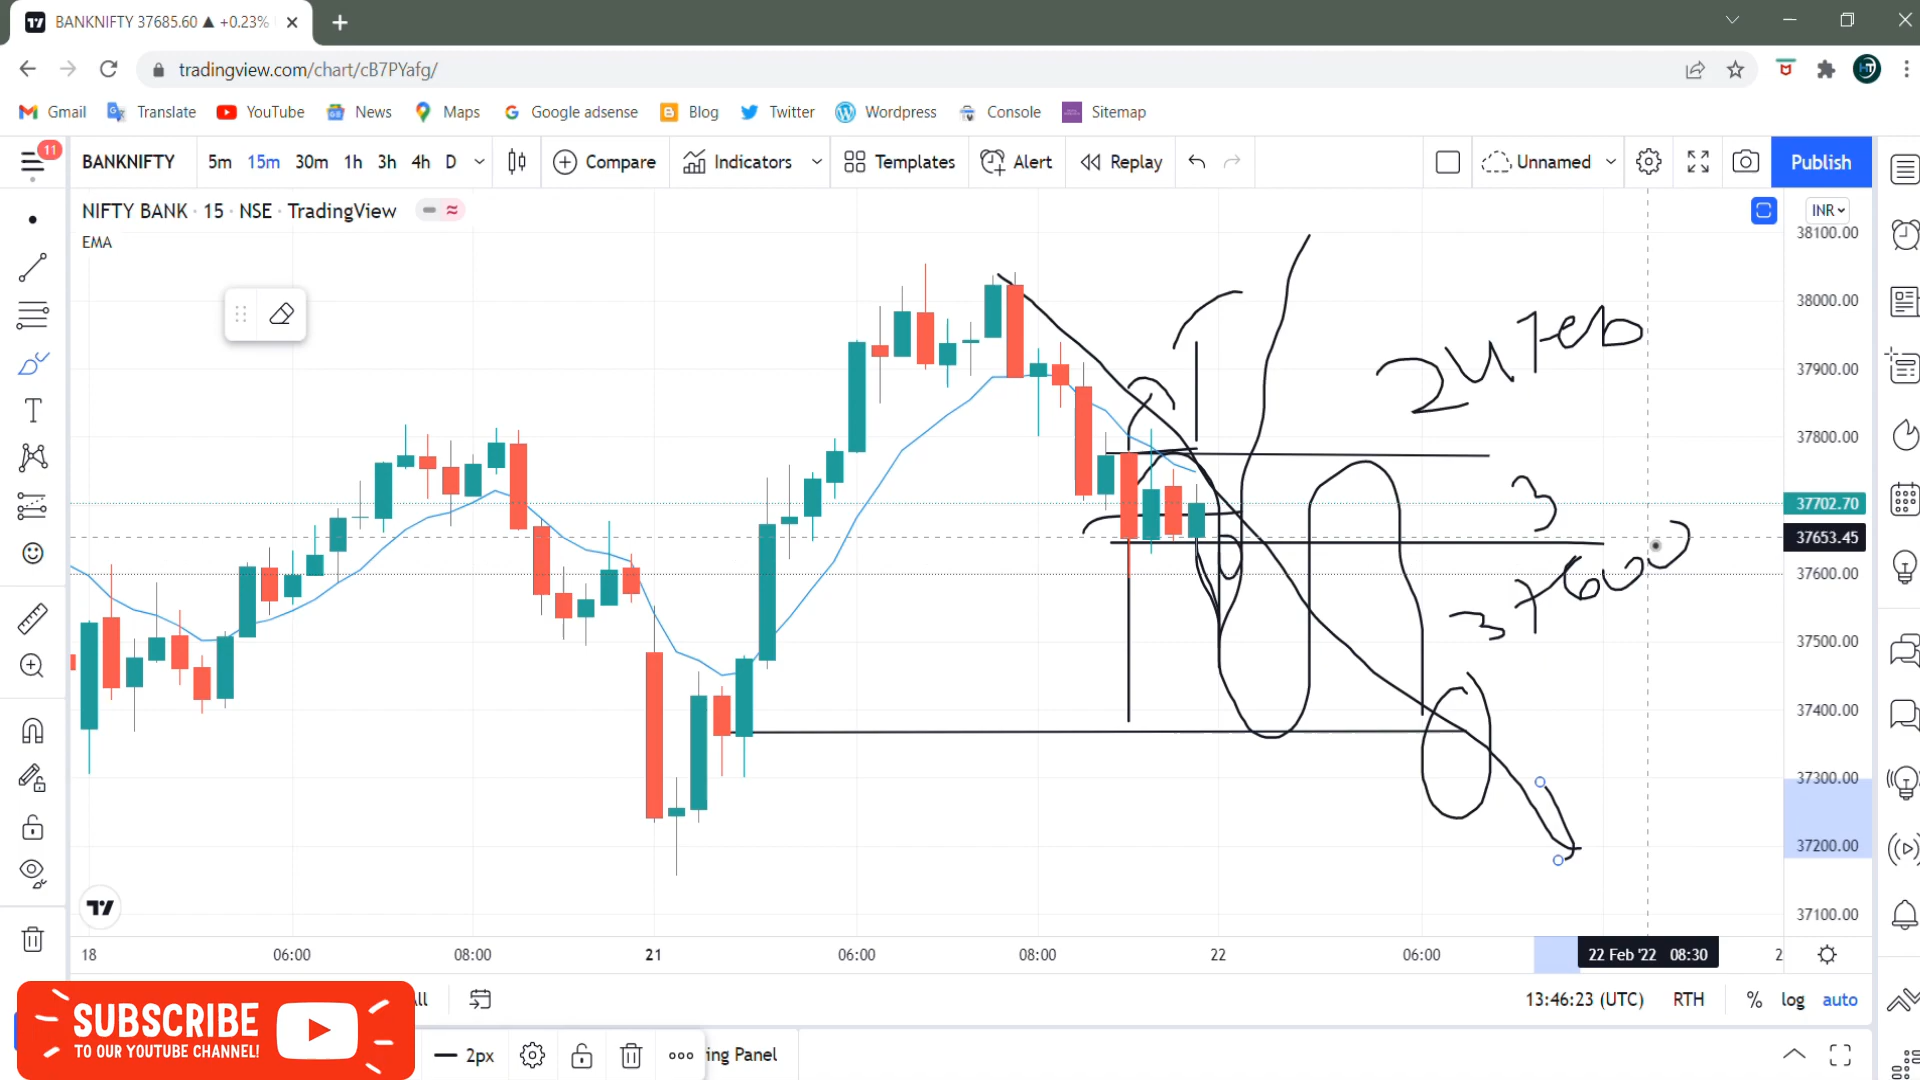 BANKNIFTY 37685.60 ▲ +0.23%
tradingview.com/chart/cB7PYafg/
Gmail Translate YouTube News Maps Google adsense Blog Twitter Wordpress Console Sitemap
11
BANKNIFTY 5m 15m 30m 1h 3h 4h D Compare Indicators Templates Alert Replay Unnamed Publish
NIFTY BANK · 15 · NSE · TradingView
INR
EMA
38100.00
38000.00
24 Feb
37900.00
37800.00
3
37702.70
37653.45
37600
37600.00
37500.00
37400.00
37300.00
37200.00
37100.00
18 06:00 08:00 21 06:00 08:00 22 06:00 22 Feb '22 08:30 2
13:46:23 (UTC) RTH % log auto
SUBSCRIBE
TO OUR YOUTUBE CHANNEL!
2px
ing Panel